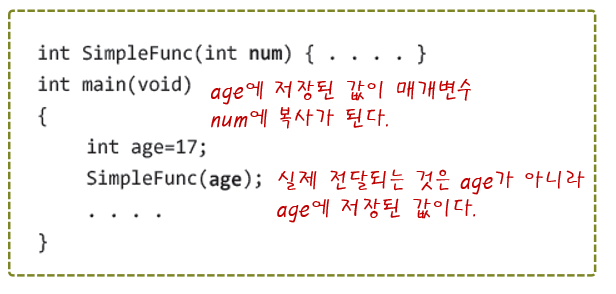 int SimpleFunc(int num) { . . . . }
int main(void) age에 저장된 값이 매개변수
{ num에 복사가 된다.
int age=17;
SimpleFunc(age); 실제 전달되는 것은 age가 아니라
. . . . age에 저장된 값이다.
}